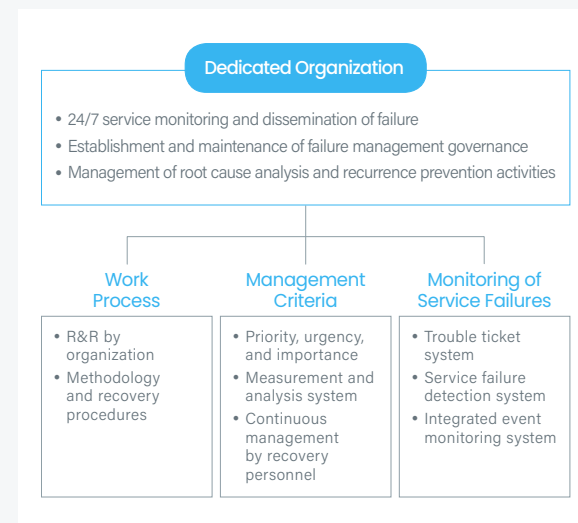 Dedicated Organization
• 24/7 service monitoring and dissemination of failure
• Establishment and maintenance of failure management governance
• Management of root cause analysis and recurrence prevention activities
Work
Process
• R&R by
organization
• Methodology
and recovery
procedures
Management
Criteria
• Priority, urgency,
and importance
• Measurement and
analysis system
• Continuous
management
by recovery
personnel
Monitoring of
Service Failures
• Trouble ticket
system
• Service failure
detection system
• Integrated event
monitoring system